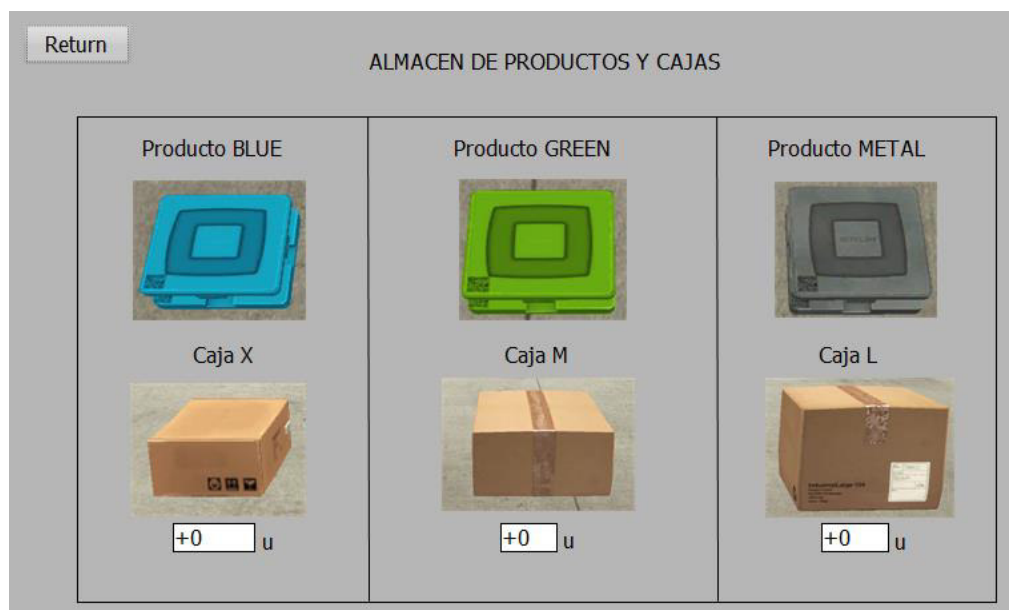 Return
ALMACEN DE PRODUCTOS Y CAJAS
Producto BLUE
Producto GREEN
Producto METAL
Caja X
Caja M
Caja L
+0 u
+0 u
+0 u